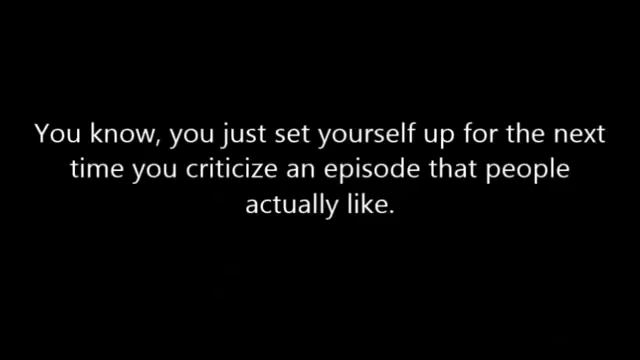 You know, you just set yourself up for the next
time you criticize an episode that people
actually like.